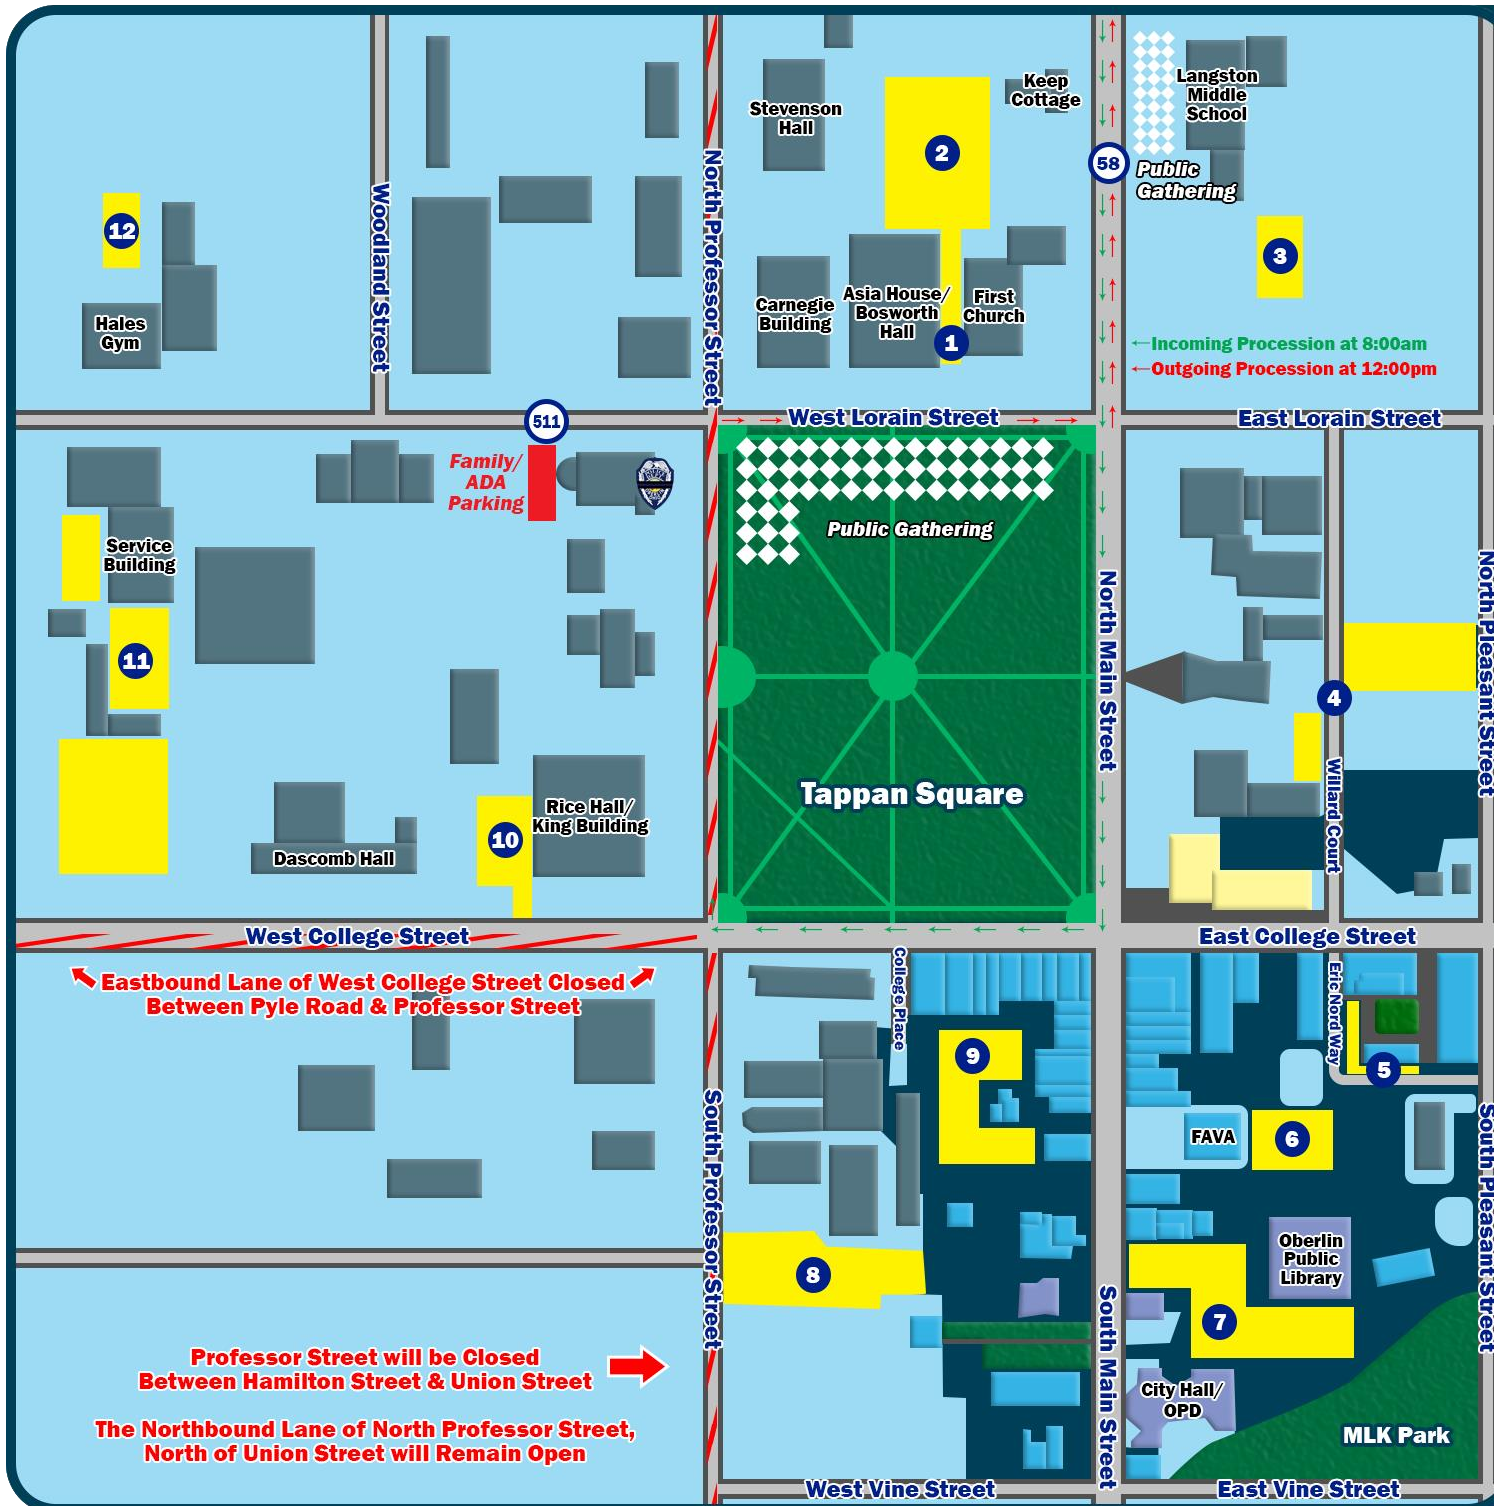 Stevenson
Hall
Keep
Cottage
Langston
Middle
School
2
58
Public
Gathering
12
Woodland Street
North Professor Street
3
Hales
Gym
Carnegie
Building
Asia House/
Bosworth
Hall
First
Church
1
Incoming Procession at 8:00am
Outgoing Procession at 12:00pm
511
West Lorain Street
East Lorain Street
Family/
ADA
Parking
Public Gathering
Service
Building
11
North Main Street
North Pleasant Street
4
Tappan Square
Rice Hall/
King Building
10
Dascomb Hall
Willard Court
West College Street
East College Street
Eastbound Lane of West College Street Closed
Between Pyle Road & Professor Street
College Place
Eric Nord Way
9
5
FAVA
6
South Professor Street
South Pleasant Street
8
Oberlin
Public
Library
7
South Main Street
Professor Street will be Closed
Between Hamilton Street & Union Street
City Hall/
OPD
The Northbound Lane of North Professor Street,
North of Union Street will Remain Open
MLK Park
West Vine Street
East Vine Street